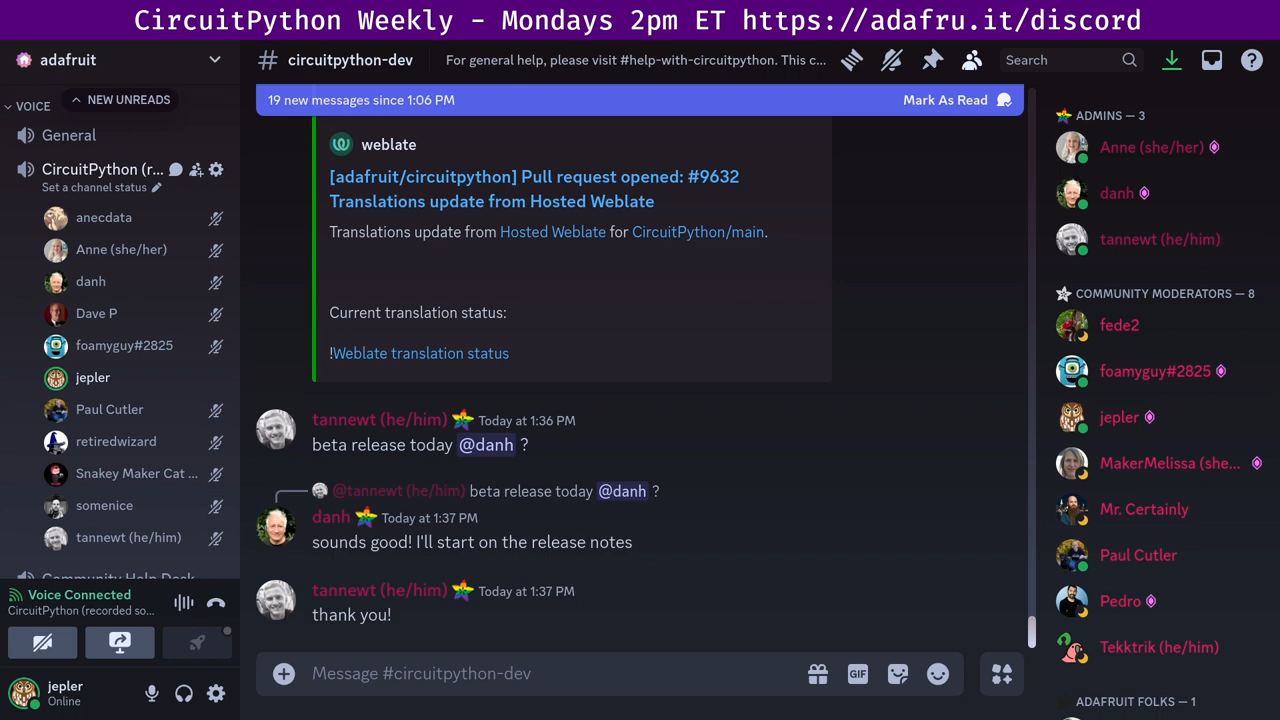 CircuitPython Weekly - Mondays 2pm ET https://adafru.it/discord
adafruit
VOICE
NEW UNREADS
General
CircuitPython (r...
Set a channel status
anecdata
Anne (she/her)
danh
Dave P
foamyguy#2825
jepler
Paul Cutler
retiredwizard
Snakey Maker Cat ...
somenice
tannewt (he/him)
Community Help Desk
Voice Connected
CircuitPython (recorded so...
jepler
Online
# circuitpython-dev
For general help, please visit #help-with-circuitpython. This c...
Search
19 new messages since 1:06 PM
Mark As Read
weblate
[adafruit/circuitpython] Pull request opened: #9632
Translations update from Hosted Weblate
Translations update from Hosted Weblate for CircuitPython/main.
Current translation status:
!Weblate translation status
tannewt (he/him) Today at 1:36 PM
beta release today @danh ?
@tannewt (he/him) beta release today @danh ?
danh Today at 1:37 PM
sounds good! I'll start on the release notes
tannewt (he/him) Today at 1:37 PM
thank you!
Message #circuitpython-dev
GIF
ADMINS — 3
Anne (she/her)
danh
tannewt (he/him)
COMMUNITY MODERATORS — 8
fede2
foamyguy#2825
jepler
MakerMelissa (she...
Mr. Certainly
Paul Cutler
Pedro
Tekktrik (he/him)
ADAFRUIT FOLKS — 1